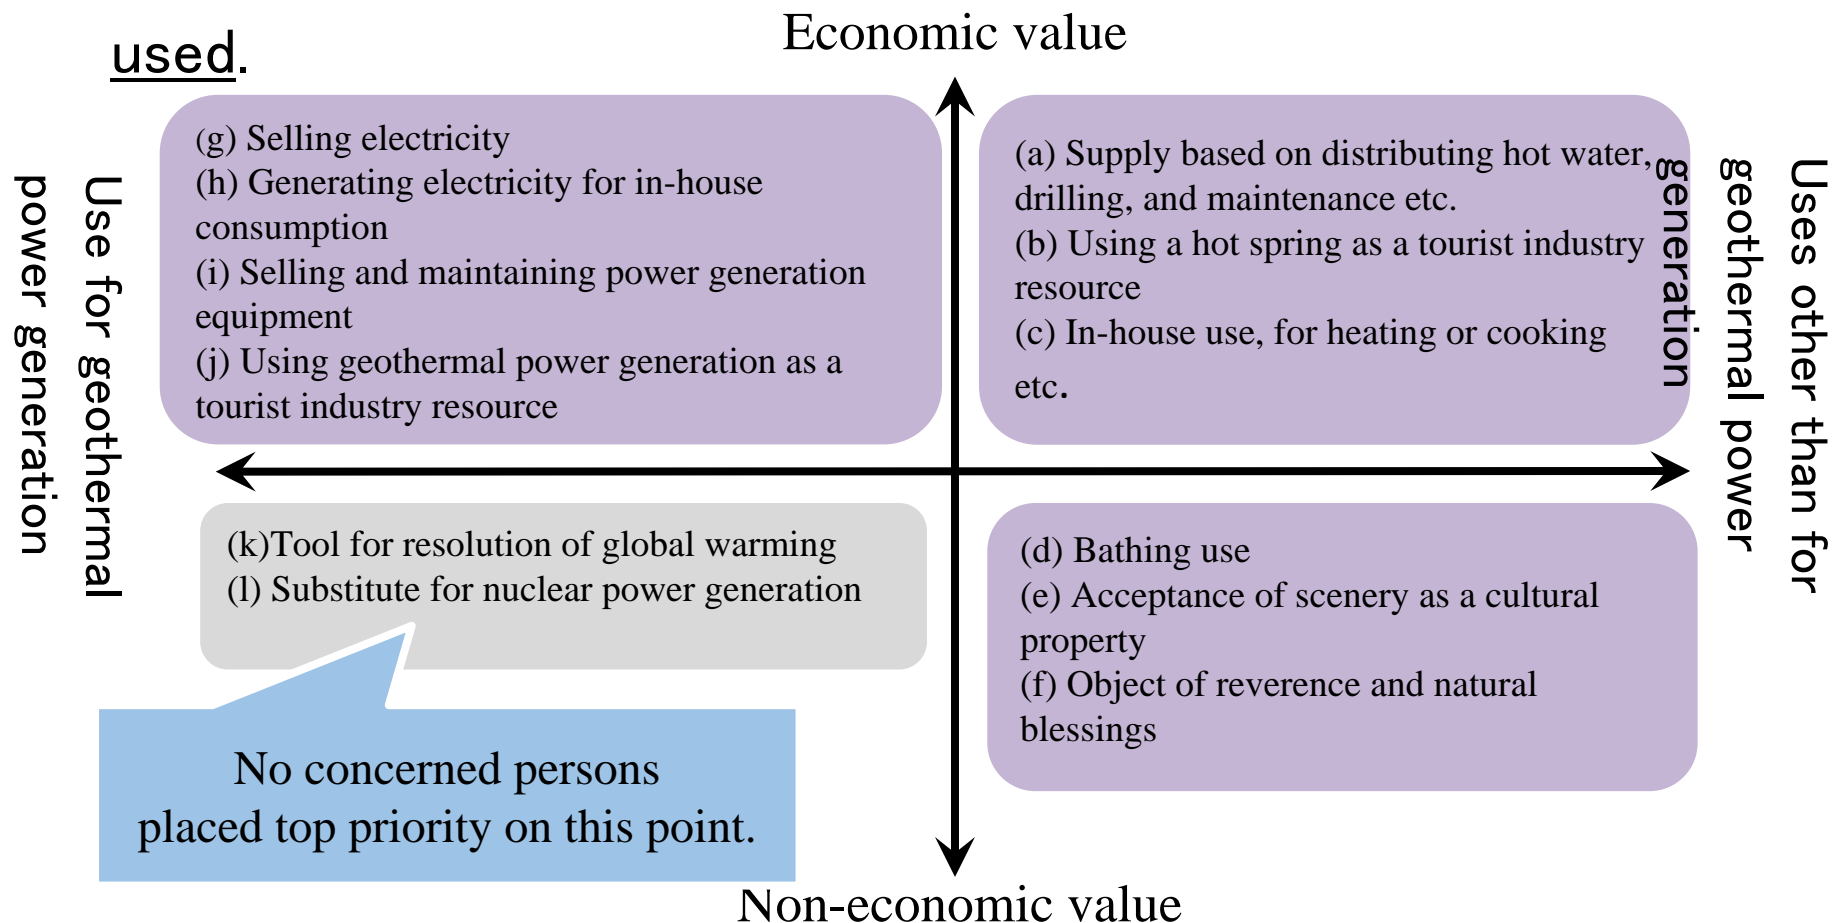 used.
Economic value
(g) Selling electricity
(h) Generating electricity for in-house
consumption
(i) Selling and maintaining power generation
equipment
(j) Using geothermal power generation as a
tourist industry resource
(a) Supply based on distributing hot water,
drilling, and maintenance etc.
(b) Using a hot spring as a tourist industry
resource
(c) In-house use, for heating or cooking
etc.
Use for geothermal
power generation
Uses other than for
geothermal power
generation
(k)Tool for resolution of global warming
(l) Substitute for nuclear power generation
(d) Bathing use
(e) Acceptance of scenery as a cultural
property
(f) Object of reverence and natural
blessings
No concerned persons
placed top priority on this point.
Non-economic value